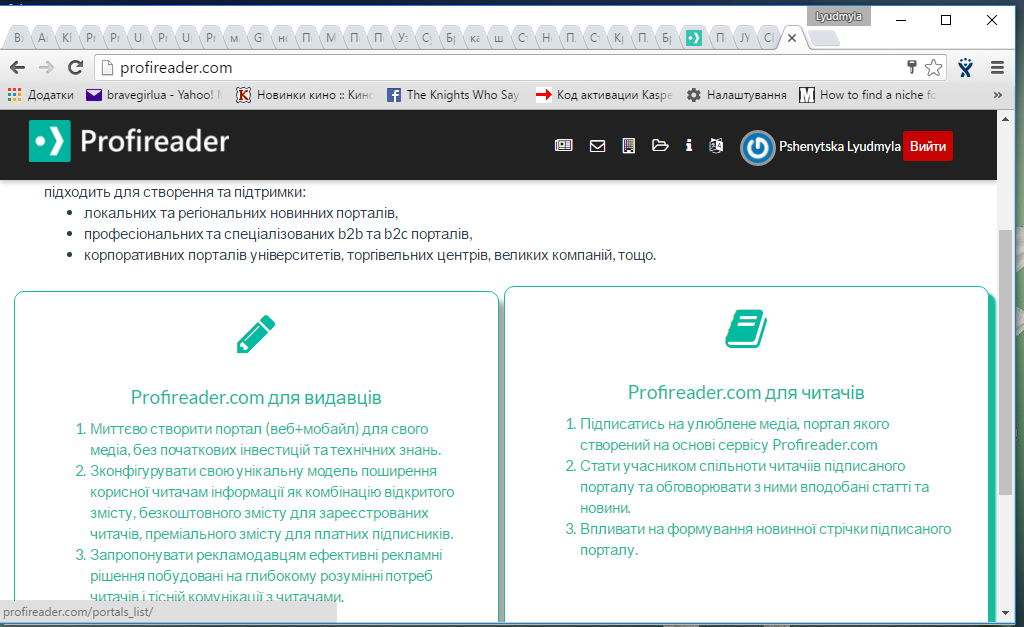 Lyudmyla
profireader.com
Додатки
bravegirlua - Yahoo!
Новинки кино :: Кино
The Knights Who Say
Код активации Kaspe
Налаштування
How to find a niche fo
Profireader
Pshenytska Lyudmyla
Вийти
підходить для створення та підтримки:
• локальних та регіональних новинних порталів,
• професіональних та спеціалізованих b2b та b2c порталів,
• корпоративних порталів університетів, торгівельних центрів, великих компаній, тощо.
Profireader.com для видавців
1. Миттєво створити портал (веб+мобайл) для свого
медіа, без початкових інвестицій та технічних знань.
2. Зконфігурувати свою унікальну модель поширення
корисної читачам інформації як комбінацію відкритого
змісту, безкоштовного змісту для зареєстрованих
читачів, преміального змісту для платних підписників.
3. Запропонувати рекламодавцям ефективні рекламні
рішення побудовані на глибокому розумінні потреб
читачів і тісній комунікації з читачами.
Profireader.com для читачів
1. Підписатись на улюблене медіа, портал якого
створений на основі сервісу Profireader.com
2. Стати учасником спільноти читачіів підписаного
порталу та обговорювати з ними вподобані статті та
новини.
3. Впливати на формування новинної стрічки підписаного
порталу.
profireader.com/portals_list/